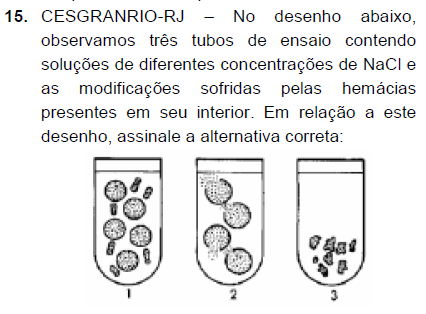 15. CESGRANRIO-RJ – No desenho abaixo,
observamos três tubos de ensaio contendo
soluções de diferentes concentrações de NaCl e
as modificações sofridas pelas hemácias
presentes em seu interior. Em relação a este
desenho, assinale a alternativa correta:
1 2 3